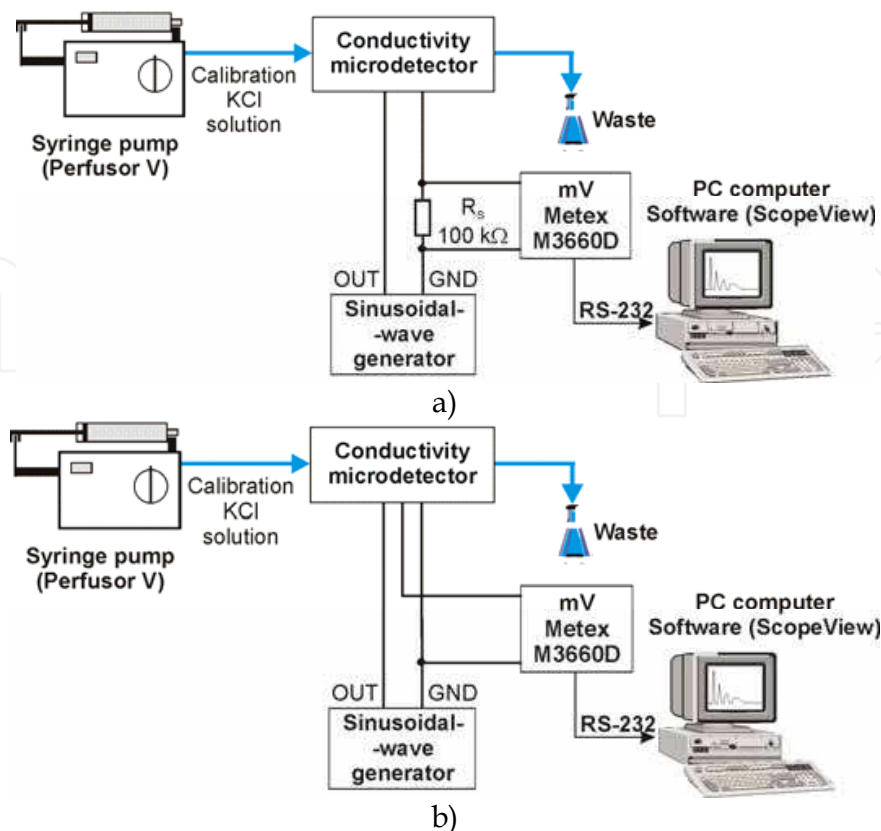 Conductivity
microdetector
Calibration
KCl
solution
Syringe pump
(Perfusor V)
Waste
mV
Metex
M3660D
Rs
100 kΩ
PC computer
Software (ScopeView)
OUT
GND
RS-232
Sinusoidal-
-wave
generator
a)
Conductivity
microdetector
Calibration
KCl
solution
Syringe pump
(Perfusor V)
Waste
mV
Metex
M3660D
PC computer
Software (ScopeView)
OUT
GND
RS-232
Sinusoidal-
-wave
generator
b)